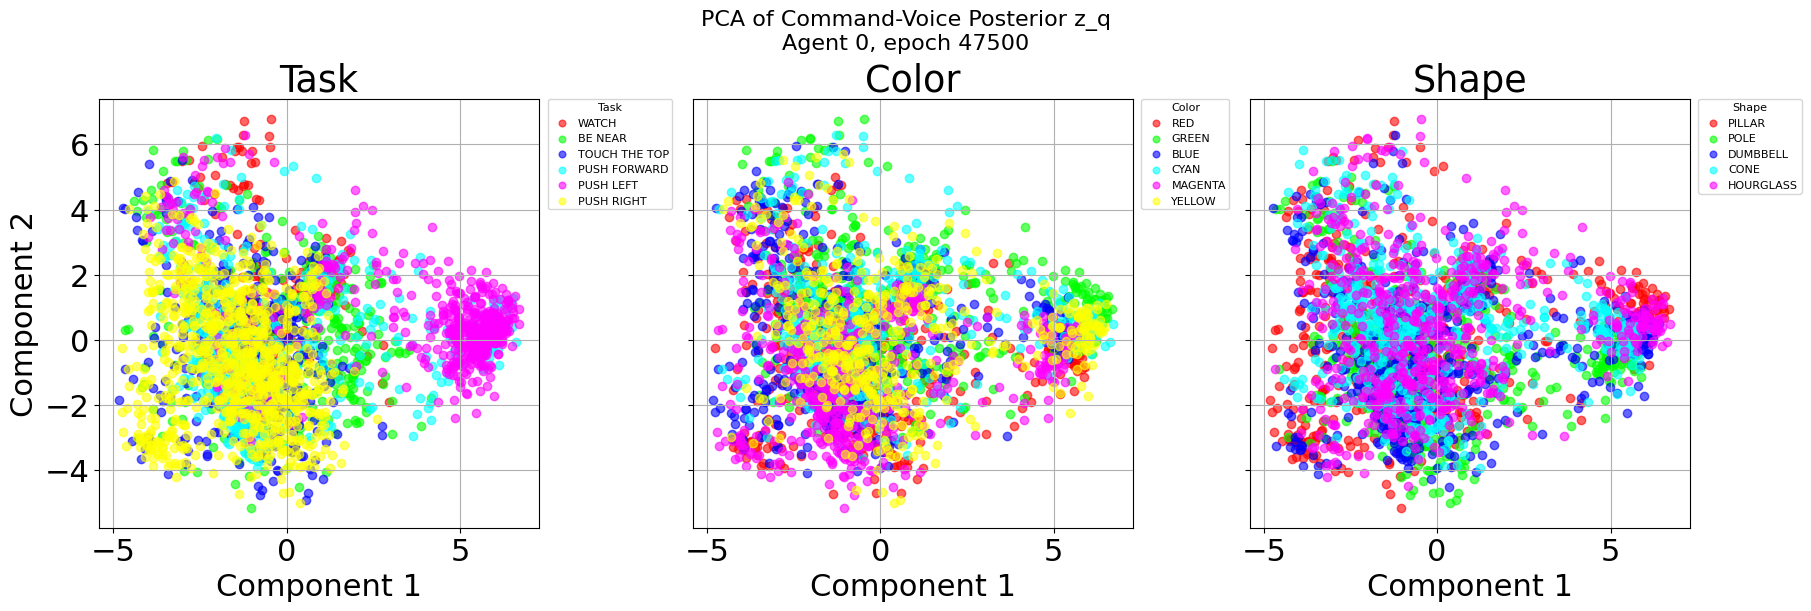 PCA of Command-Voice Posterior z_q
Agent 0, epoch 47500
Task
Color
Shape
Component 2
6
4
2
0
−2
−4
−5
0
5
Component 1
Task
WATCH
BE NEAR
TOUCH THE TOP
PUSH FORWARD
PUSH LEFT
PUSH RIGHT
−5
0
5
Component 1
Color
RED
GREEN
BLUE
CYAN
MAGENTA
YELLOW
−5
0
5
Component 1
Shape
PILLAR
POLE
DUMBBELL
CONE
HOURGLASS